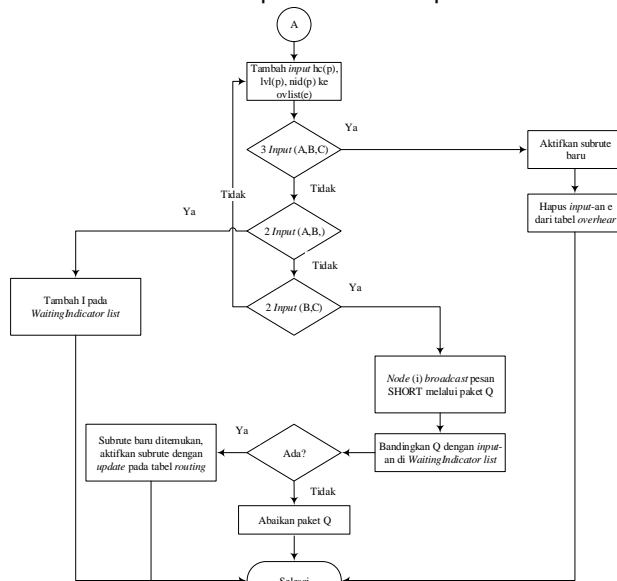 A
Tambah input hc(p),
lvl(p), nid(p) ke
ovlist(e)
Ya
3 Input (A,B,C)
Aktifkan subrute
baru
Tidak
Tidak
Hapus input-an e
dari tabel overhear
Ya
2 Input (A,B,)
Tidak
Tambah I pada
WaitingIndicator list
2 Input (B,C)
Ya
Node (i) broadcast pesan
SHORT melalui paket Q
Ya
Subrute baru ditemukan,
aktifkan subrute dengan
update pada tabel routing
Ada?
Bandingkan Q dengan input-
an di WaitingIndicator list
Tidak
Abaikan paket Q